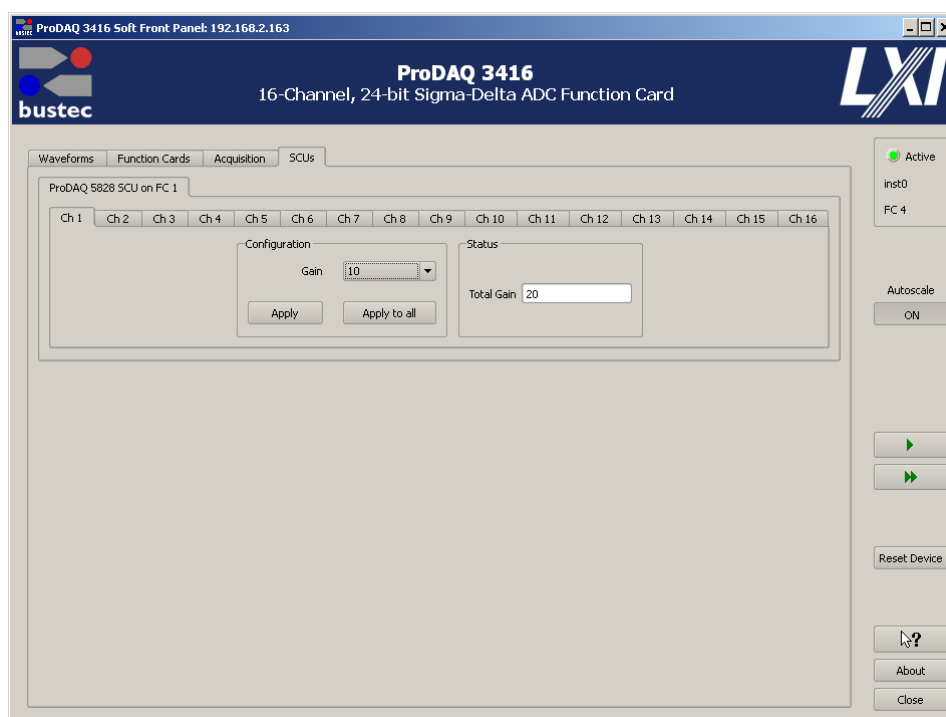 ProDAQ 3416 Soft Front Panel: 192.168.2.163
bustec
ProDAQ 3416
16-Channel, 24-bit Sigma-Delta ADC Function Card
LXI
Waveforms Function Cards Acquisition SCUs
ProDAQ 5828 SCU on FC 1
Ch 1 Ch 2 Ch 3 Ch 4 Ch 5 Ch 6 Ch 7 Ch 8 Ch 9 Ch 10 Ch 11 Ch 12 Ch 13 Ch 14 Ch 15 Ch 16
Configuration
Gain 10
Apply Apply to all
Status
Total Gain 20
Active
inst0
FC 4
Autoscale
ON
Reset Device
?
About
Close